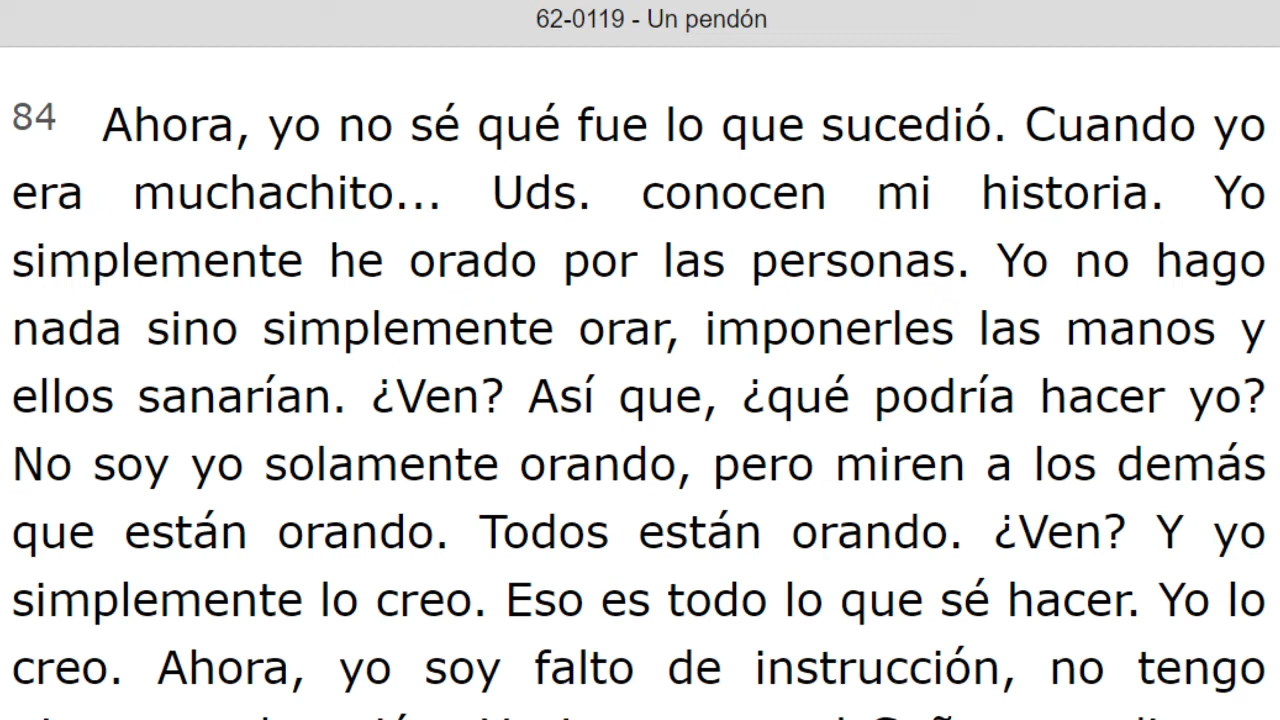 62-0119 - Un pendón
84 Ahora, yo no sé qué fue lo que sucedió. Cuando yo
era muchachito... Uds. conocen mi historia. Yo
simplemente he orado por las personas. Yo no hago
nada sino simplemente orar, imponerles las manos y
ellos sanarían. ¿Ven? Así que, ¿qué podría hacer yo?
No soy yo solamente orando, pero miren a los demás
que están orando. Todos están orando. ¿Ven? Y yo
simplemente lo creo. Eso es todo lo que sé hacer. Yo lo
creo. Ahora, yo soy falto de instrucción, no tengo